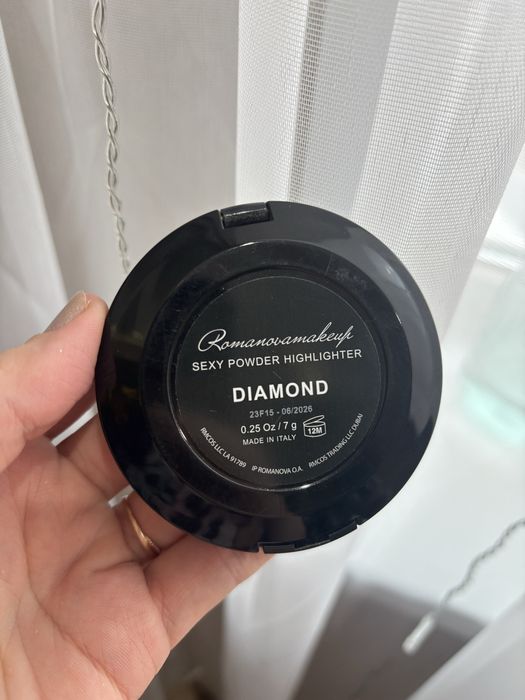 Romanovamakeup
SEXY POWDER HIGHLIGHTER
DIAMOND
23F15 - 06/2026
0.25 Oz / 7 g 12M
MADE IN ITALY
RMCOS LLC LA 91789 IP ROMANOVA O.A. RMCOS TRADING LLC DUBAI